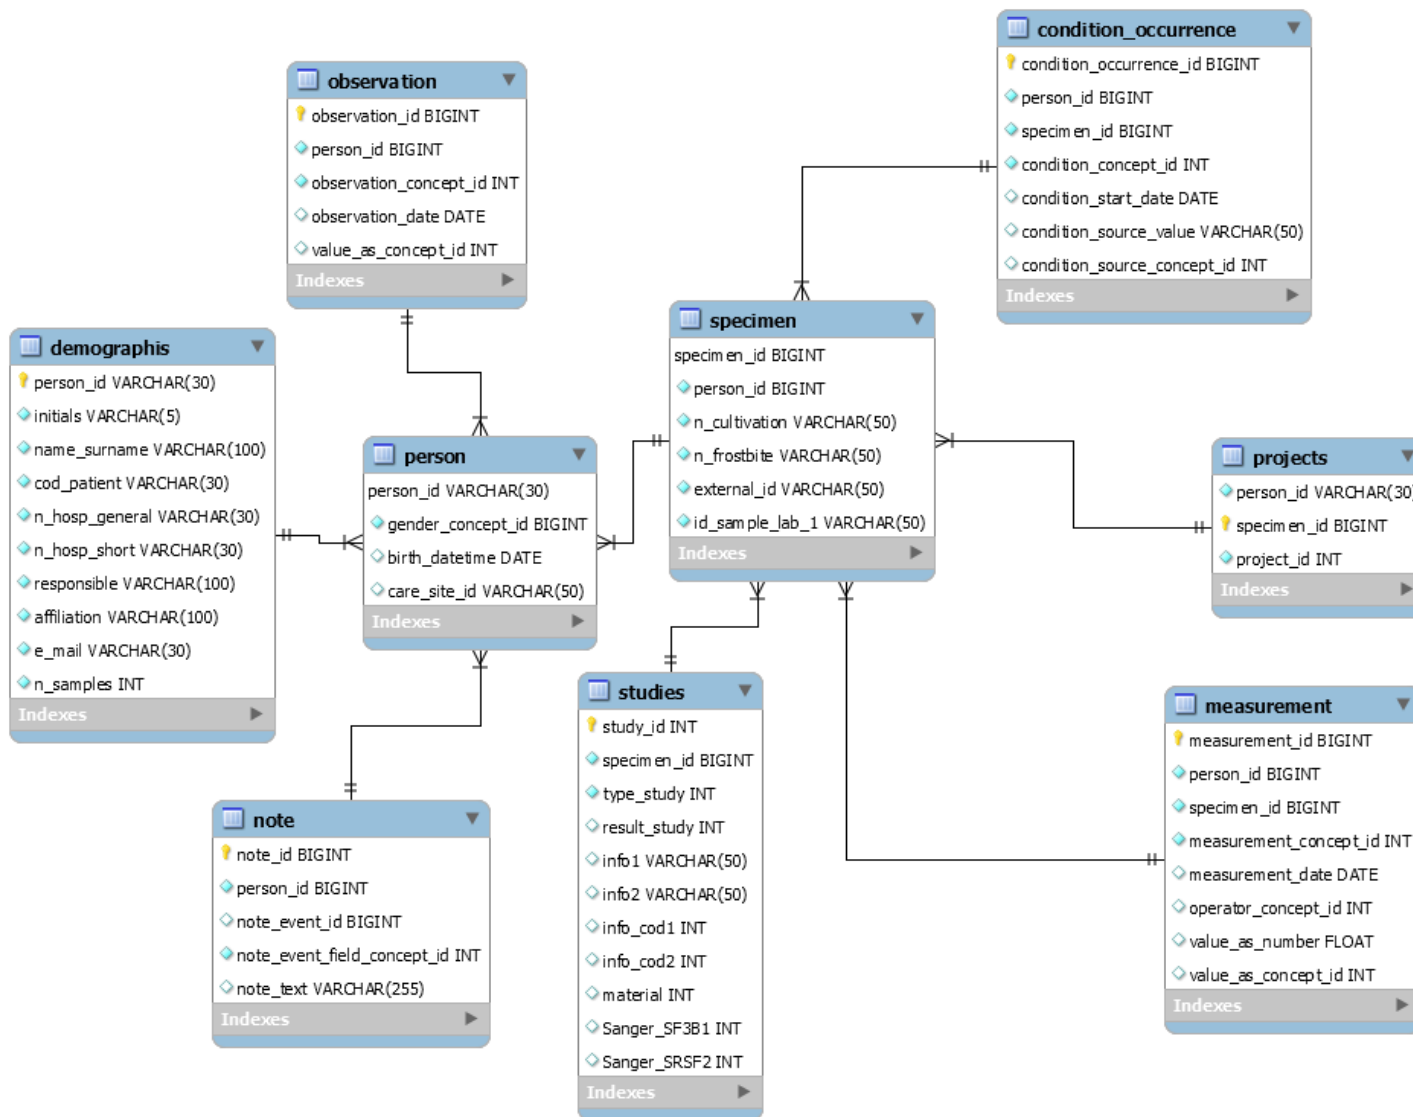 condition_occurrence
condition_occurrence_id BIGINT
person_id BIGINT
specimen_id BIGINT
condition_concept_id INT
condition_start_date DATE
condition_source_value VARCHAR(50)
condition_source_concept_id INT
Indexes
observation
observation_id BIGINT
person_id BIGINT
observation_concept_id INT
observation_date DATE
value_as_concept_id INT
Indexes
demographis
person_id VARCHAR(30)
initials VARCHAR(5)
name_surname VARCHAR(100)
cod_patient VARCHAR(30)
n_hosp_general VARCHAR(30)
n_hosp_short VARCHAR(30)
responsible VARCHAR(100)
affiliation VARCHAR(100)
e_mail VARCHAR(30)
n_samples INT
Indexes
person
person_id VARCHAR(30)
gender_concept_id BIGINT
birth_datetime DATE
care_site_id VARCHAR(50)
Indexes
specimen
specimen_id BIGINT
person_id BIGINT
n_cultivation VARCHAR(50)
n_frostbite VARCHAR(50)
external_id VARCHAR(50)
id_sample_lab_1 VARCHAR(50)
Indexes
projects
person_id VARCHAR(30)
specimen_id BIGINT
project_id INT
Indexes
note
note_id BIGINT
person_id BIGINT
note_event_id BIGINT
note_event_field_concept_id INT
note_text VARCHAR(255)
Indexes
studies
study_id INT
specimen_id BIGINT
type_study INT
result_study INT
info1 VARCHAR(50)
info2 VARCHAR(50)
info_cod1 INT
info_cod2 INT
material INT
Sanger_SF3B1 INT
Sanger_SRSF2 INT
Indexes
measurement
measurement_id BIGINT
person_id BIGINT
specimen_id BIGINT
measurement_concept_id INT
measurement_date DATE
operator_concept_id INT
value_as_number FLOAT
value_as_concept_id INT
Indexes